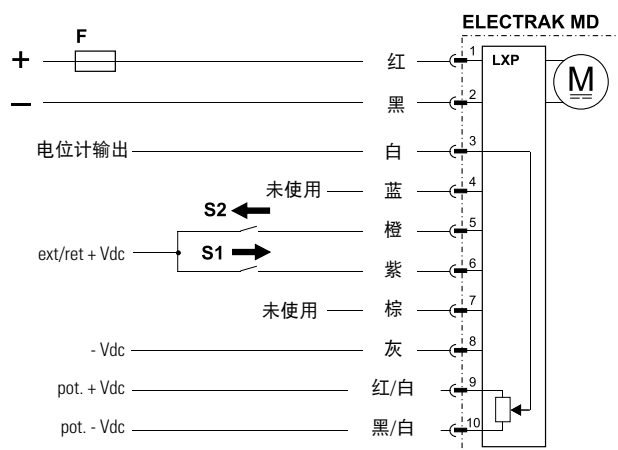 ELECTRAK MD
F
+ 红 1 LXP
M
− 黑 2
电位计输出 白 3
未使用 蓝 4
S2
橙 5
ext/ret + Vdc S1
紫 6
未使用 棕 7
- Vdc 灰 8
pot. + Vdc 红/白 9
pot. - Vdc 黑/白 10